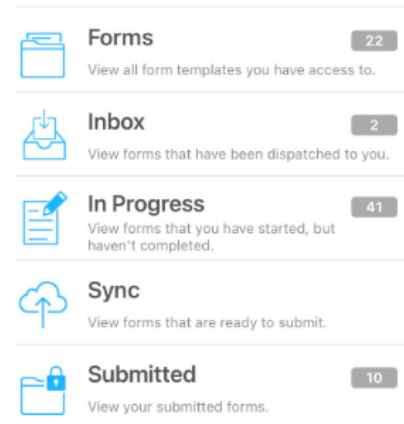 Forms 22
View all form templates you have access to.
Inbox 2
View forms that have been dispatched to you.
In Progress 41
View forms that you have started, but
haven't completed.
Sync
View forms that are ready to submit.
Submitted 10
View your submitted forms.